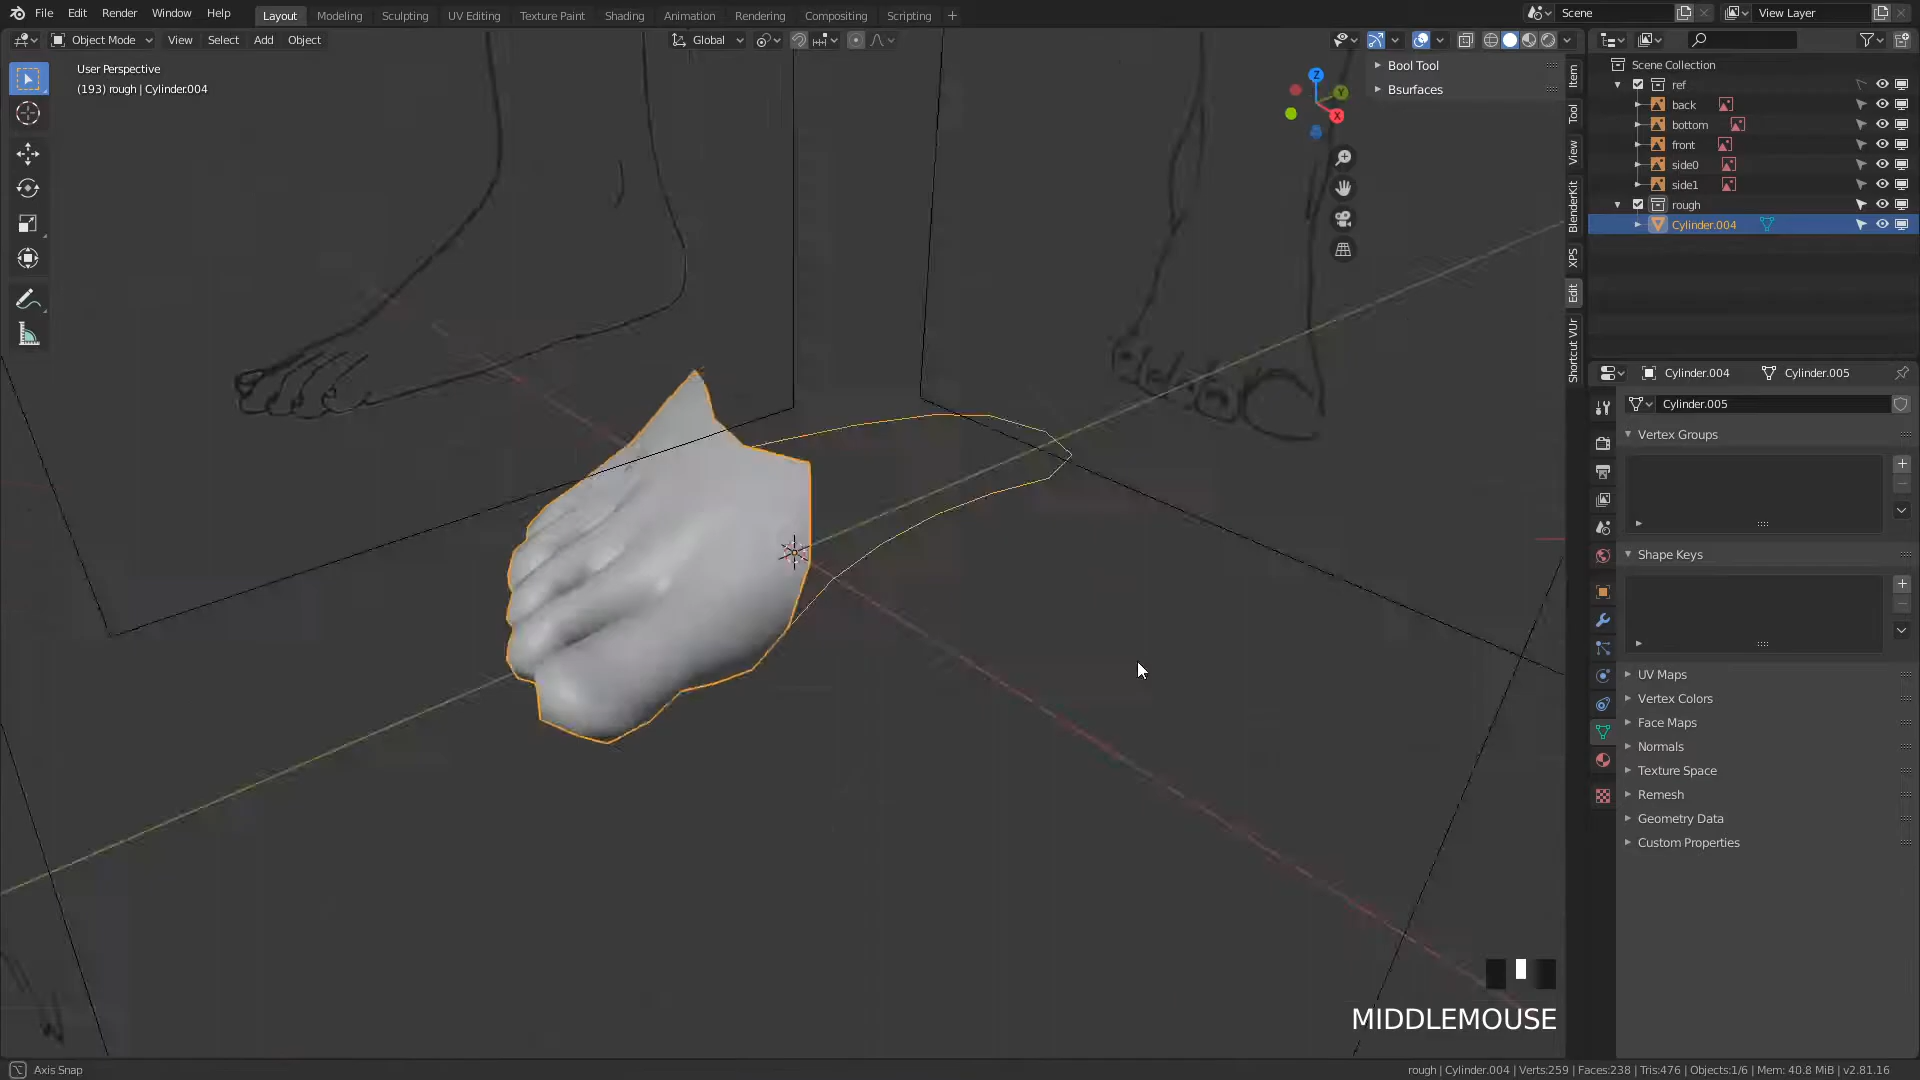 File Edit Render Window Help
Layout Modeling Sculpting UV Editing Texture Paint Shading Animation Rendering Compositing Scripting +
Scene
View Layer
Object Mode View Select Add Object
Global
User Perspective
(193) rough | Cylinder.004
Bool Tool
Bsurfaces
Z
Y
X
Item
Tool
View
BlenderKit
XPS
Edit
Shortcut VUr
Scene Collection
ref
back
bottom
front
side0
side1
rough
Cylinder.004
Cylinder.004 Cylinder.005
Cylinder.005
Vertex Groups
Shape Keys
UV Maps
Vertex Colors
Face Maps
Normals
Texture Space
Remesh
Geometry Data
Custom Properties
MIDDLEMOUSE
Axis Snap
rough | Cylinder.004 | Verts:259 | Faces:238 | Tris:476 | Objects:1/6 | Mem: 40.8 MiB | v2.81.16